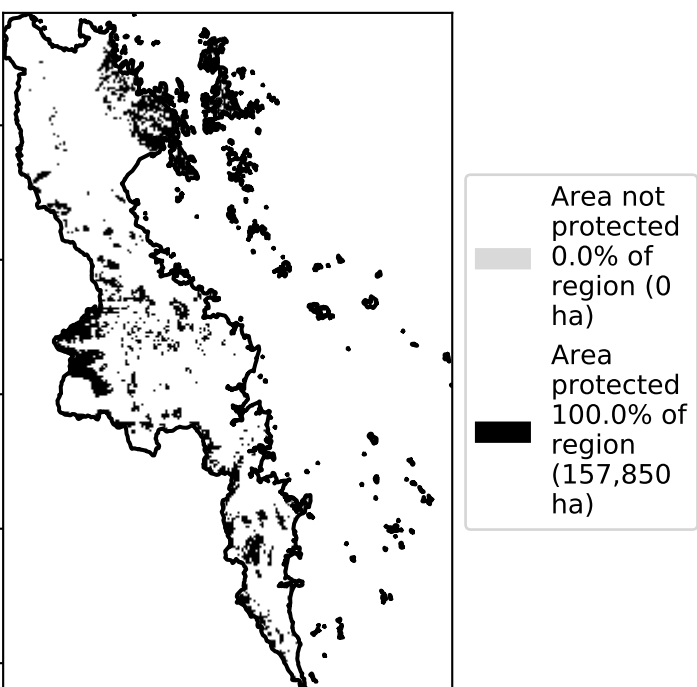 Area not
protected
0.0% of
region (0
ha)
Area
protected
100.0% of
region
(157,850
ha)